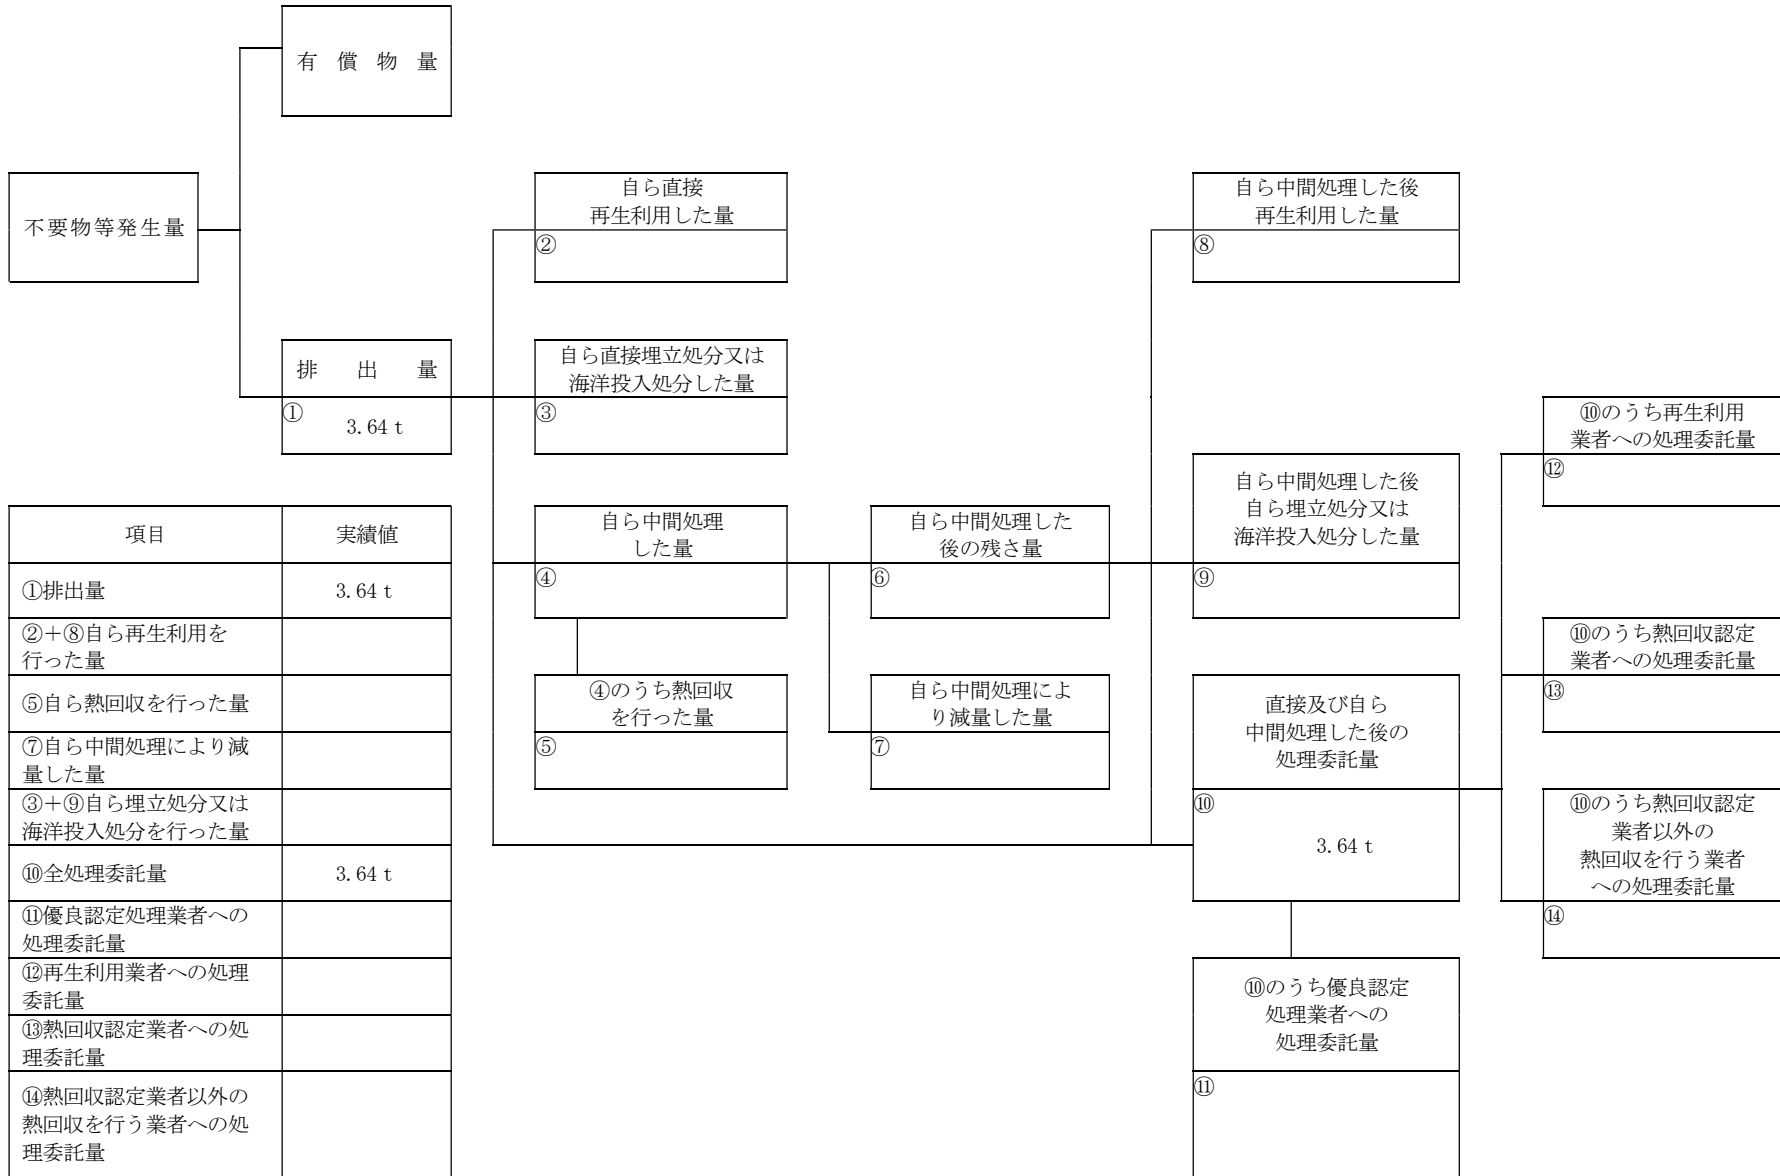 有償物量
不要物等発生量
自ら直接
再生利用した量
②
自ら中間処理した後
再生利用した量
⑧
排出量
①
3.64 t
自ら直接埋立処分又は
海洋投入処分した量
③
⑩のうち再生利用
業者への処理委託量
⑫
自ら中間処理
した量
④
自ら中間処理した
後の残さ量
⑥
自ら中間処理した後
自ら埋立処分又は
海洋投入処分した量
⑨
⑩のうち熱回収認定
業者への処理委託量
⑬
④のうち熱回収
を行った量
⑤
自ら中間処理によ
り減量した量
⑦
直接及び自ら
中間処理した後の
処理委託量
⑩
3.64 t
⑩のうち熱回収認定
業者以外の
熱回収を行う業者
への処理委託量
⑭
⑩のうち優良認定
処理業者への
処理委託量
⑪
項目 実績値
①排出量 3.64 t
②＋⑧自ら再生利用を
行った量
⑤自ら熱回収を行った量
⑦自ら中間処理により減
量した量
③＋⑨自ら埋立処分又は
海洋投入処分を行った量
⑩全処理委託量 3.64 t
⑪優良認定処理業者への
処理委託量
⑫再生利用業者への処理
委託量
⑬熱回収認定業者への処
理委託量
⑭熱回収認定業者以外の
熱回収を行う業者への処
理委託量